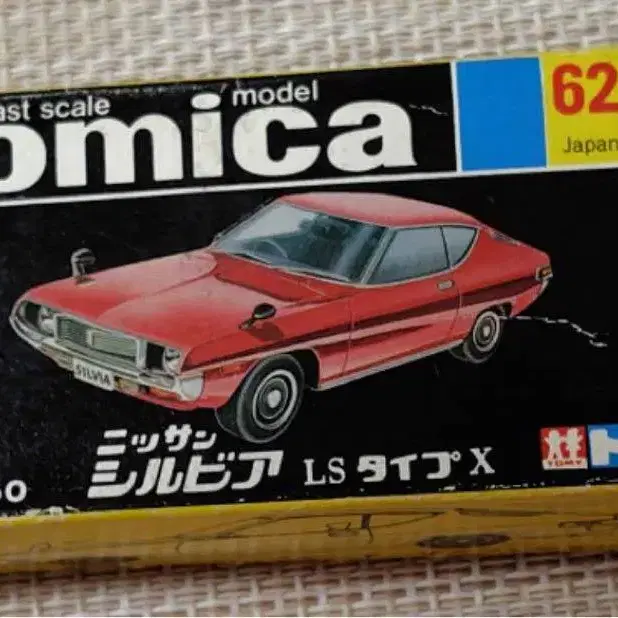 ast scale
model
omica
62
Japan
SILVIA
ニッサン
シルビア LS タイプ X
TOMY